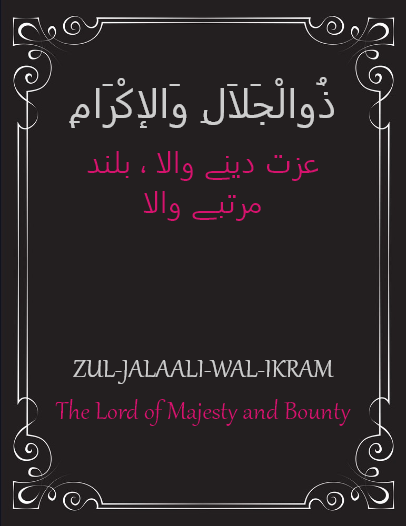 ذُوالْجَلاَلِ وَالإكْرَامِ
عزت دینے والا ، بلند
مرتبے والا
ZUL-JALAALI-WAL-IKRAM
The Lord of Majesty and Bounty